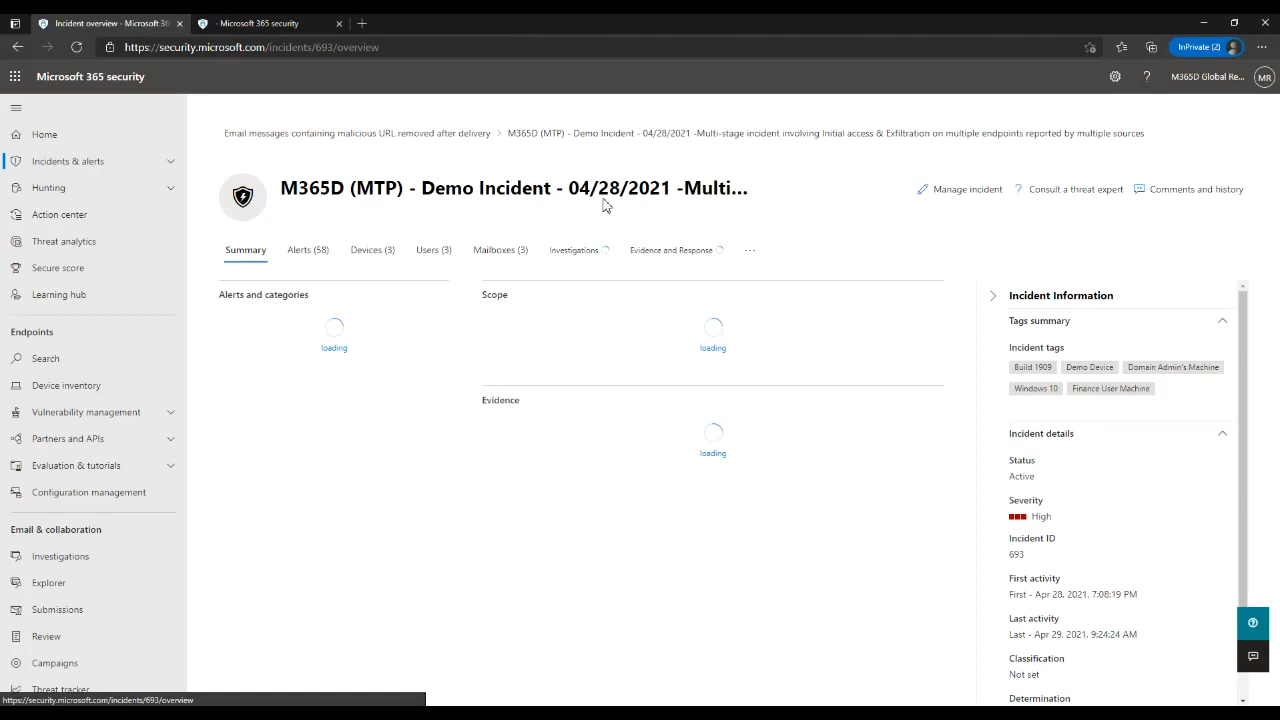 Incident overview - Microsoft 36
- Microsoft 365 security
https://security.microsoft.com/incidents/693/overview
InPrivate (2)
Microsoft 365 security
M365D Global Re...
MR
Home
Incidents & alerts
Hunting
Action center
Threat analytics
Secure score
Learning hub
Endpoints
Search
Device inventory
Vulnerability management
Partners and APIs
Evaluation & tutorials
Configuration management
Email & collaboration
Investigations
Explorer
Submissions
Review
Campaigns
Threat tracker
https://security.microsoft.com/incidents/693/overview
Email messages containing malicious URL removed after delivery > M365D (MTP) - Demo Incident - 04/28/2021 -Multi-stage incident involving Initial access & Exfiltration on multiple endpoints reported by multiple sources
M365D (MTP) - Demo Incident - 04/28/2021 -Multi...
Manage incident
? Consult a threat expert
Comments and history
Summary Alerts (58) Devices (3) Users (3) Mailboxes (3) Investigations Evidence and Response ...
Alerts and categories
loading
Scope
loading
Evidence
loading
Incident Information
Tags summary
Incident tags
Build 1909 Demo Device Domain Admin's Machine
Windows 10 Finance User Machine
Incident details
Status
Active
Severity
High
Incident ID
693
First activity
First - Apr 28, 2021, 7:08:19 PM
Last activity
Last - Apr 29, 2021, 9:24:24 AM
Classification
Not set
Determination